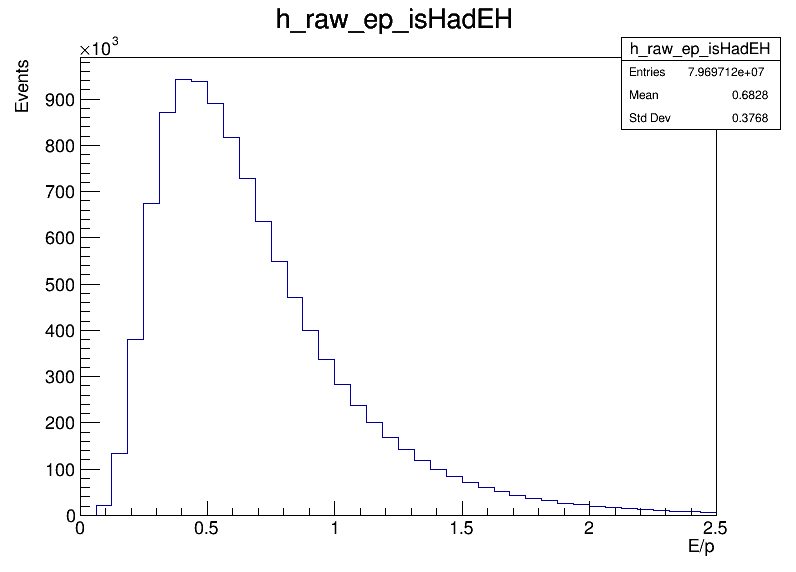 h_raw_ep_isHadEH
×10³
h_raw_ep_isHadEH
Entries 7.969712e+07
Mean 0.6828
Std Dev 0.3768
Events
900
800
700
600
500
400
300
200
100
0
0 0.5 1 1.5 2 2.5
E/p